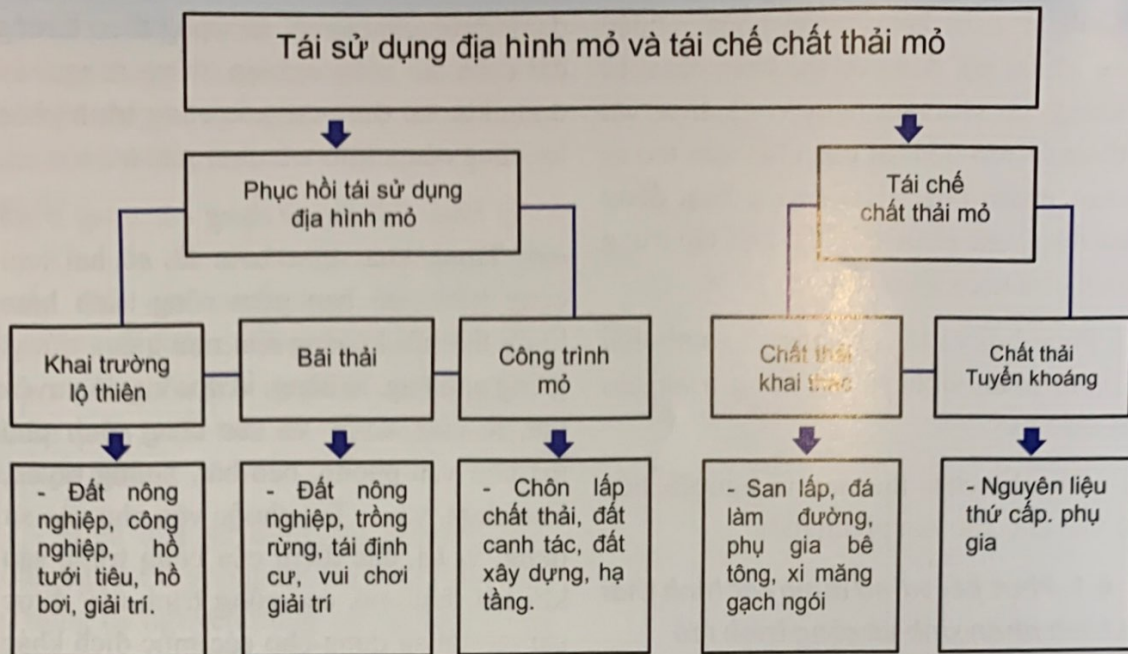 Tái sử dụng địa hình mỏ và tái chế chất thải mỏ
Phục hồi tái sử dụng
địa hình mỏ
Tái chế
chất thải mỏ
Khai trường
lộ thiên
Bãi thải
Công trình
mỏ
Chất thải
khai thác
Chất thải
Tuyển khoáng
- Đất nông
nghiệp, công
nghiệp, hồ
tưới tiêu, hồ
bơi, giải trí.
- Đất nông
nghiệp, trồng
rừng, tái định
cư, vui chơi
giải trí
- Chôn lấp
chất thải, đất
canh tác, đất
xây dựng, hạ
tầng.
- San lấp, đá
làm đường,
phụ gia bê
tông, xi măng
gạch ngói
- Nguyên liệu
thứ cấp. phụ
gia